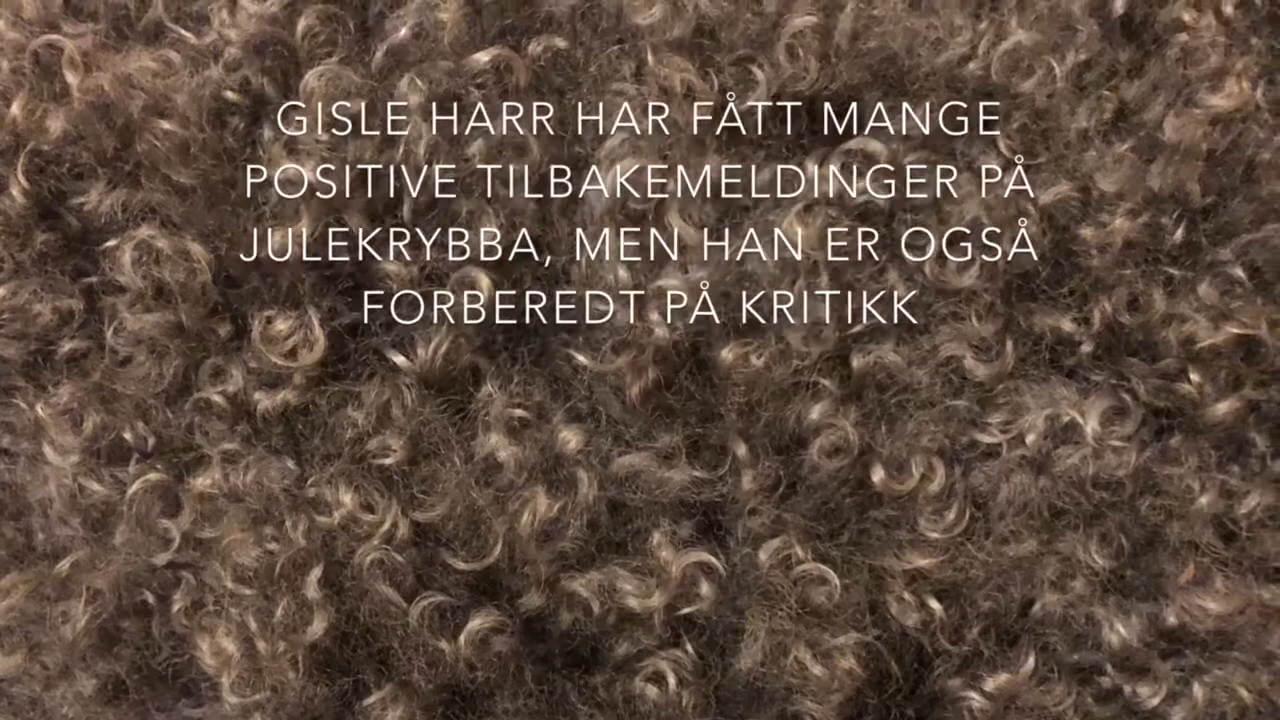 GISLE HARR HAR FÅTT MANGE
POSITIVE TILBAKEMELDINGER PÅ
JULEKRYBBA, MEN HAN ER OGSÅ
FORBEREDT PÅ KRITIKK